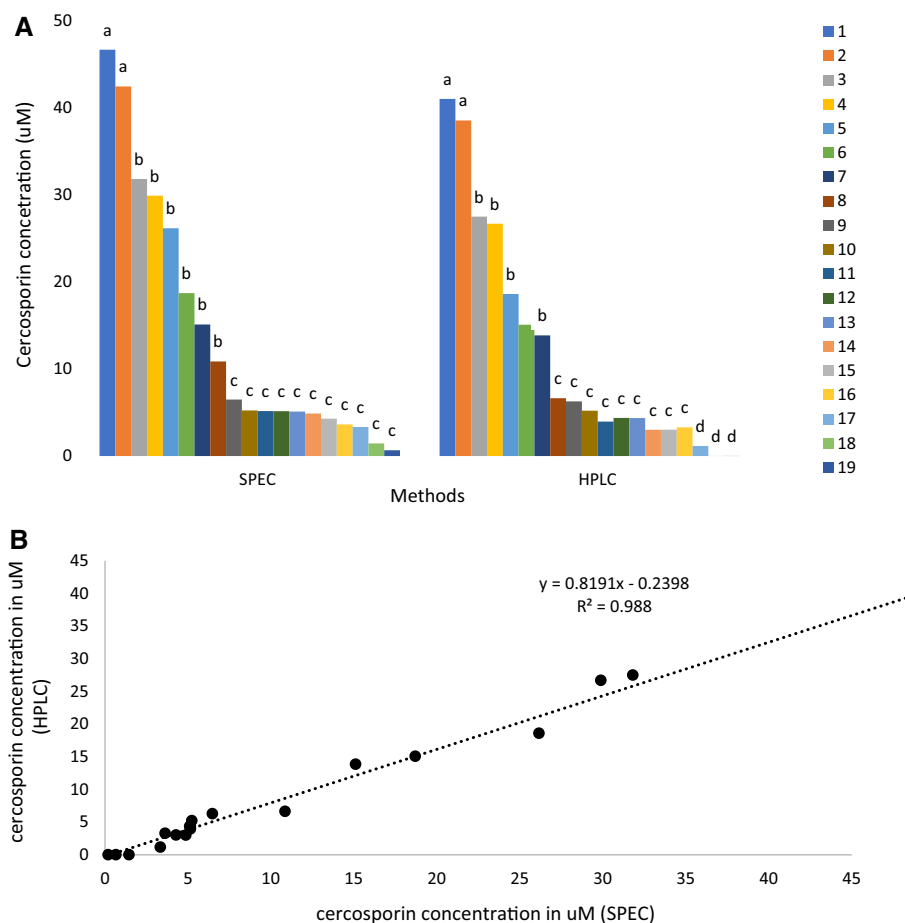 A
Cercosporin concetration (uM)
50
40
30
20
10
0
a
a
b
b
b
b
b
b
c
c
c
c
c
c
c
c
c
c
c
a
a
b
b
b
b
b
c
c
c
c
c
c
c
c
c
d
d
d
SPEC
HPLC
Methods
1
2
3
4
5
6
7
8
9
10
11
12
13
14
15
16
17
18
19
B
cercosporin concentration in uM
(HPLC)
45
40
35
30
25
20
15
10
5
0
y = 0.8191x - 0.2398
R² = 0.988
0
5
10
15
20
25
30
35
40
45
cercosporin concentration in uM (SPEC)